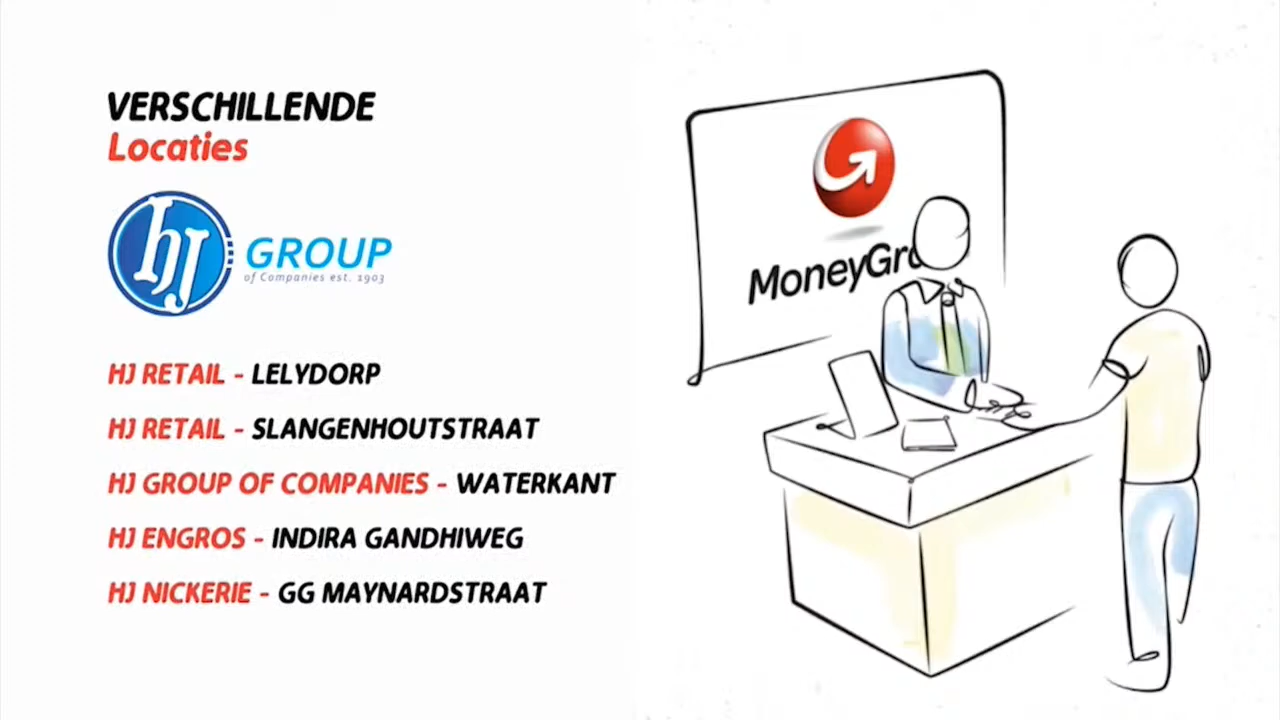 VERSCHILLENDE
Locaties
hJ GROUP
of Companies est. 1903
HJ RETAIL - LELYDORP
HJ RETAIL - SLANGENHOUTSTRAAT
HJ GROUP OF COMPANIES - WATERKANT
HJ ENGROS - INDIRA GANDHIWEG
HJ NICKERIE - GG MAYNARDSTRAAT
MoneyGra